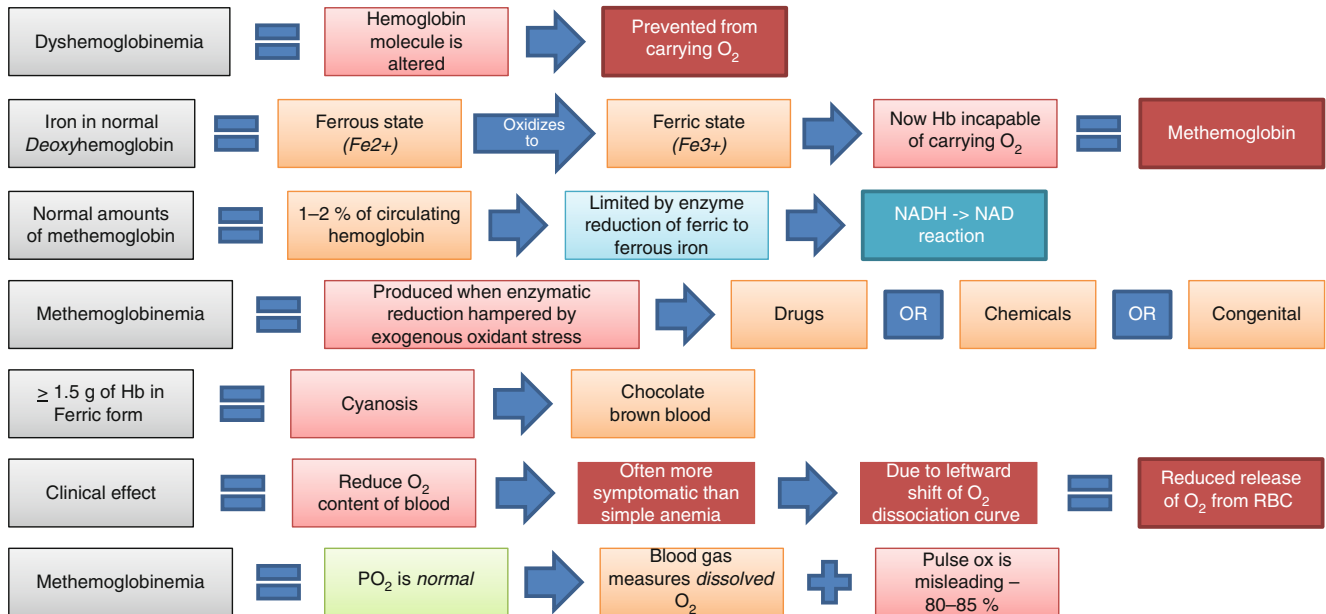 Dyshemoglobinemia
Hemoglobin
molecule is
altered
Prevented from
carrying O₂
Iron in normal
Deoxyhemoglobin
Ferrous state
(Fe2+)
Oxidizes
to
Ferric state
(Fe3+)
Now Hb incapable
of carrying O₂
Methemoglobin
Normal amounts
of methemoglobin
1–2 % of circulating
hemoglobin
Limited by enzyme
reduction of ferric to
ferrous iron
NADH -> NAD
reaction
Methemoglobinemia
Produced when enzymatic
reduction hampered by
exogenous oxidant stress
Drugs
OR
Chemicals
OR
Congenital
≥ 1.5 g of Hb in
Ferric form
Cyanosis
Chocolate
brown blood
Clinical effect
Reduce O₂
content of blood
Often more
symptomatic than
simple anemia
Due to leftward
shift of O₂
dissociation curve
Reduced release
of O₂ from RBC
Methemoglobinemia
PO₂ is normal
Blood gas
measures dissolved
O₂
Pulse ox is
misleading –
80–85 %